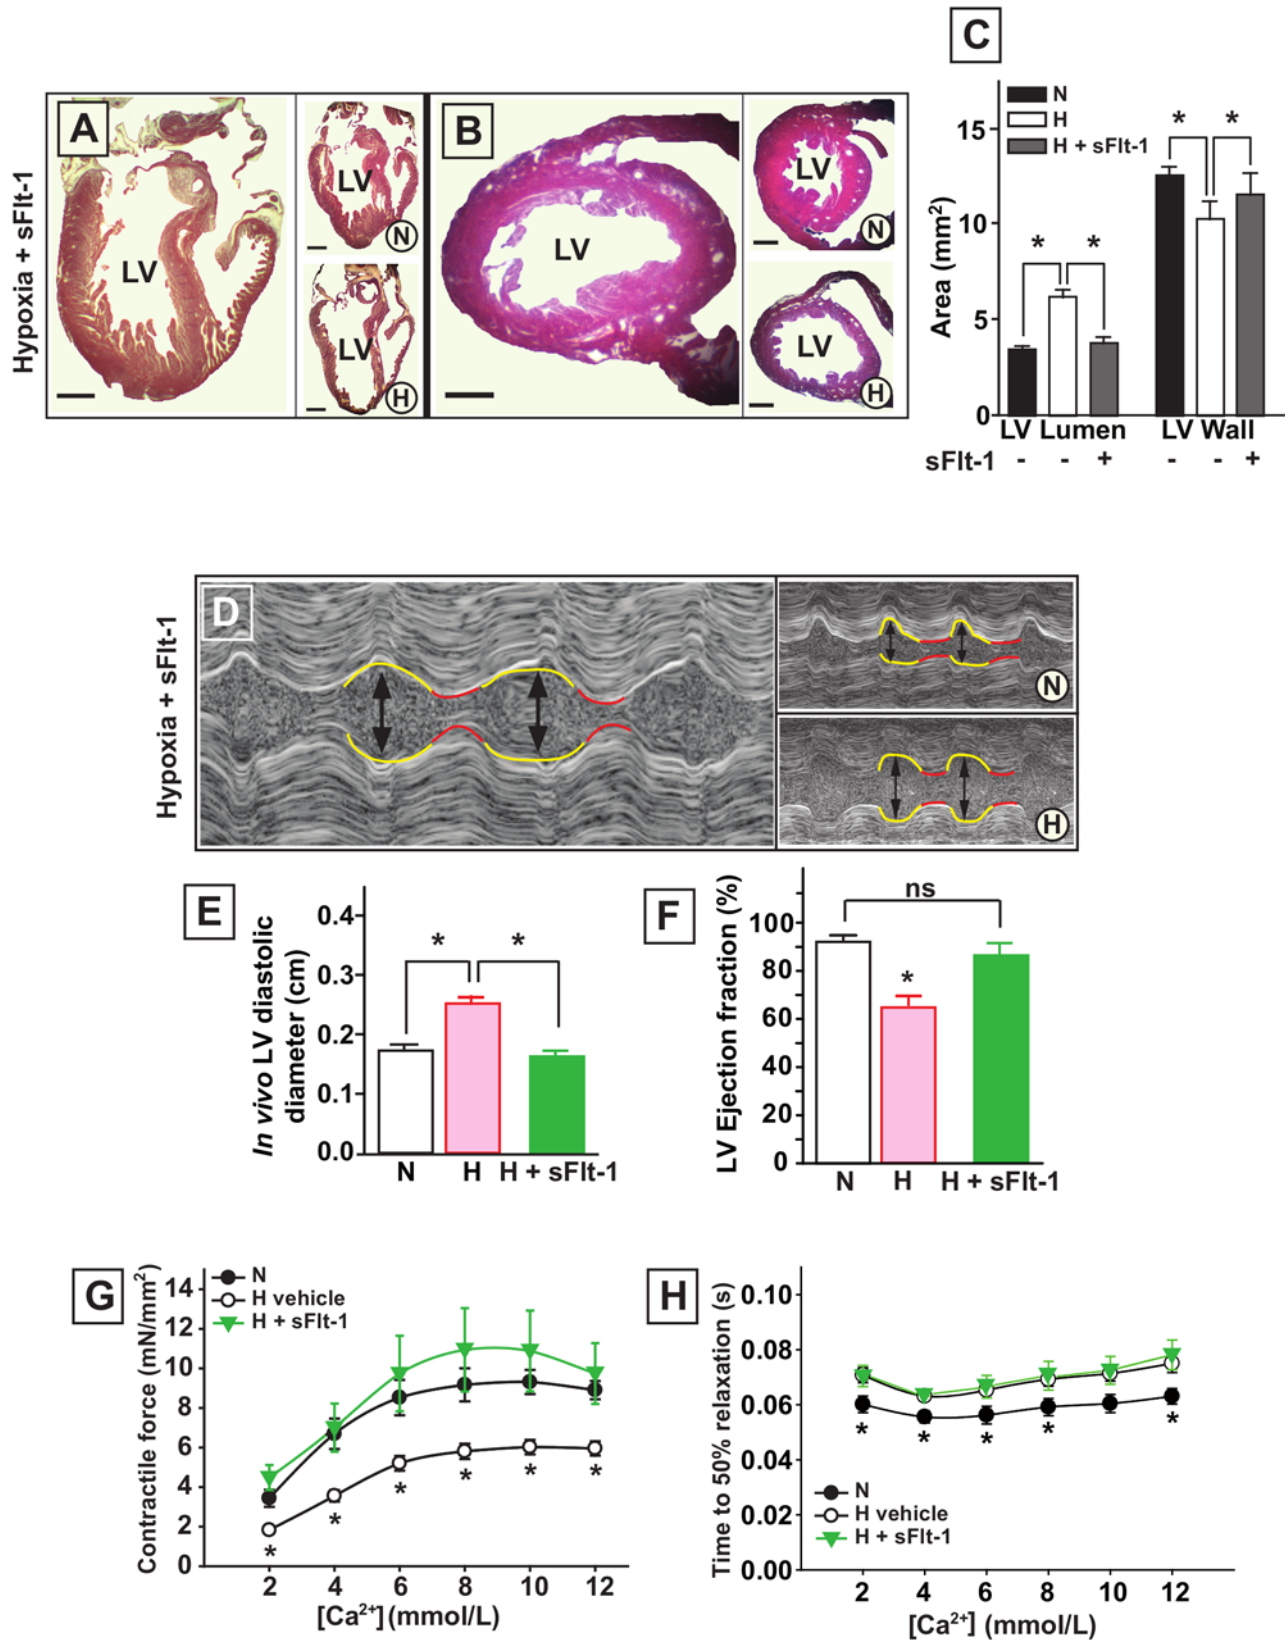 C
N
H
H + sFlt-1
15
10
5
0
Area (mm²)
* * * *
LV Lumen LV Wall
sFlt-1 - - + - - +
Hypoxia + sFlt-1
A
LV
LV
N
LV
H
B
LV
LV
N
LV
H
Hypoxia + sFlt-1
D
N
H
E
In vivo LV diastolic
diameter (cm)
0.4
0.3
0.2
0.1
0.0
* *
N H H + sFlt-1
F
LV Ejection fraction (%)
100
80
60
40
20
0
ns
*
N H H + sFlt-1
G
Contractile force (mN/mm²)
N
H vehicle
H + sFlt-1
14
12
10
8
6
4
2
0
* * * * * *
2 4 6 8 10 12
[Ca²⁺] (mmol/L)
H
Time to 50% relaxation (s)
0.10
0.08
0.06
0.04
0.02
0.00
* * * * *
N
H vehicle
H + sFlt-1
2 4 6 8 10 12
[Ca²⁺] (mmol/L)